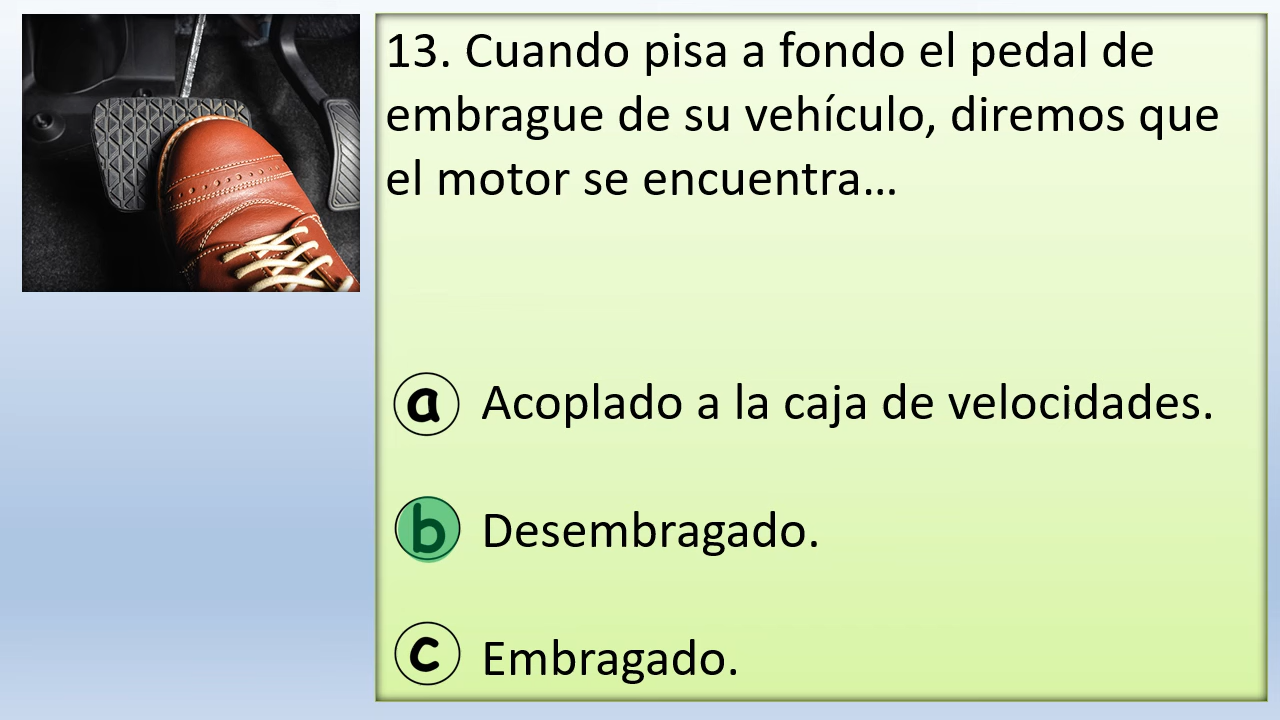 13. Cuando pisa a fondo el pedal de
embrague de su vehículo, diremos que
el motor se encuentra…
a Acoplado a la caja de velocidades.
b Desembragado.
c Embragado.